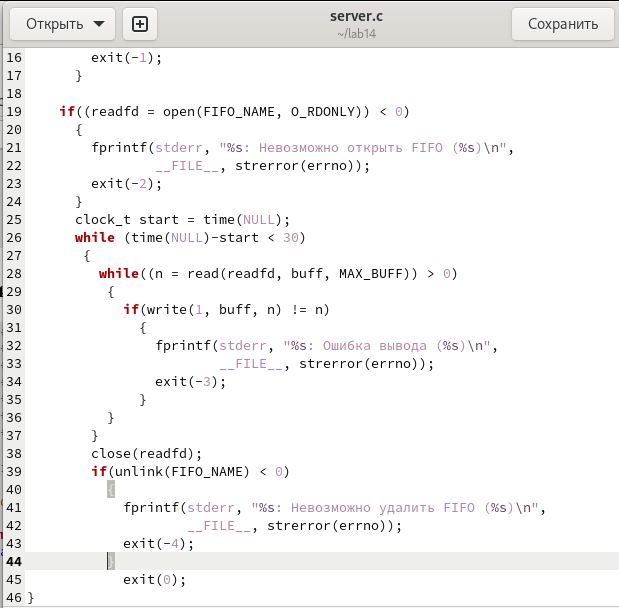 Открыть
server.c
~/lab14
Сохранить
16 exit(-1);
17 }
18
19 if((readfd = open(FIFO_NAME, O_RDONLY)) < 0)
20 {
21 fprintf(stderr, "%s: Невозможно открыть FIFO (%s)\n",
22 __FILE__, strerror(errno));
23 exit(-2);
24 }
25 clock_t start = time(NULL);
26 while (time(NULL)-start < 30)
27 {
28 while((n = read(readfd, buff, MAX_BUFF)) > 0)
29 {
30 if(write(1, buff, n) != n)
31 {
32 fprintf(stderr, "%s: Ошибка вывода (%s)\n",
33 __FILE__, strerror(errno));
34 exit(-3);
35 }
36 }
37 }
38 close(readfd);
39 if(unlink(FIFO_NAME) < 0)
40 {
41 fprintf(stderr, "%s: Невозможно удалить FIFO (%s)\n",
42 __FILE__, strerror(errno));
43 exit(-4);
44 }
45 exit(0);
46 }